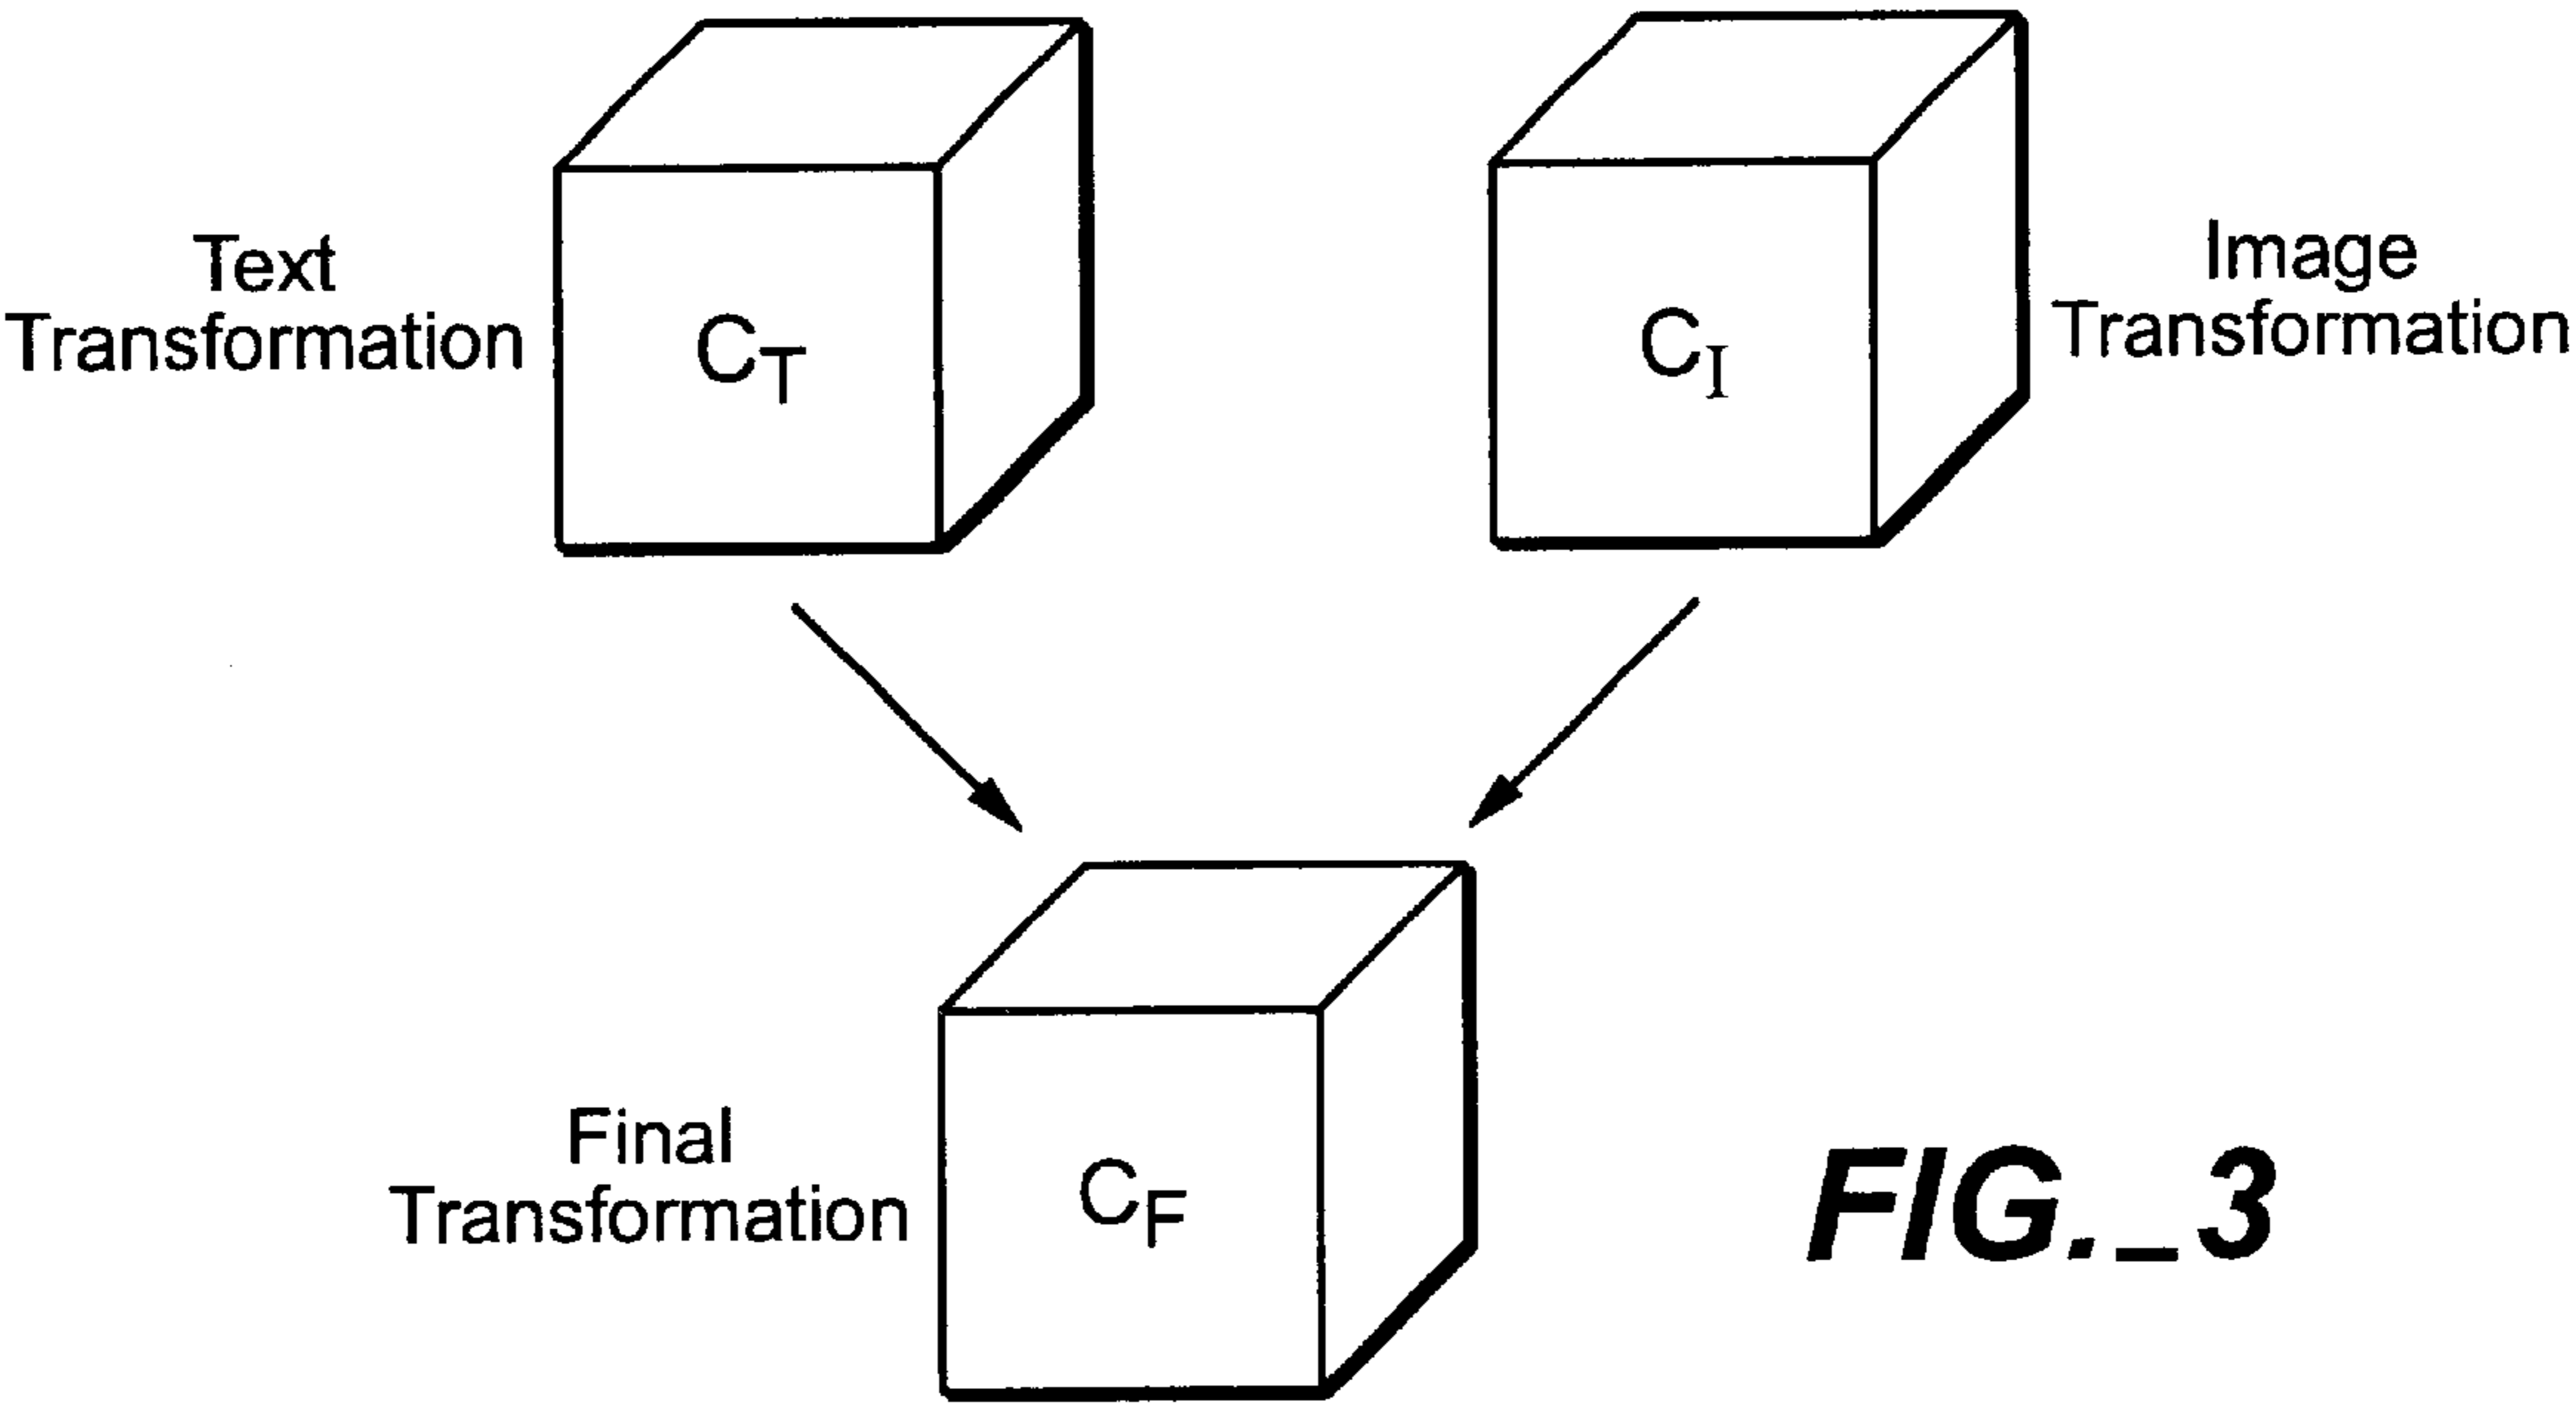 Text
Transformation
C_T
Image
Transformation
C_I
Final
Transformation
C_F
FIG._3